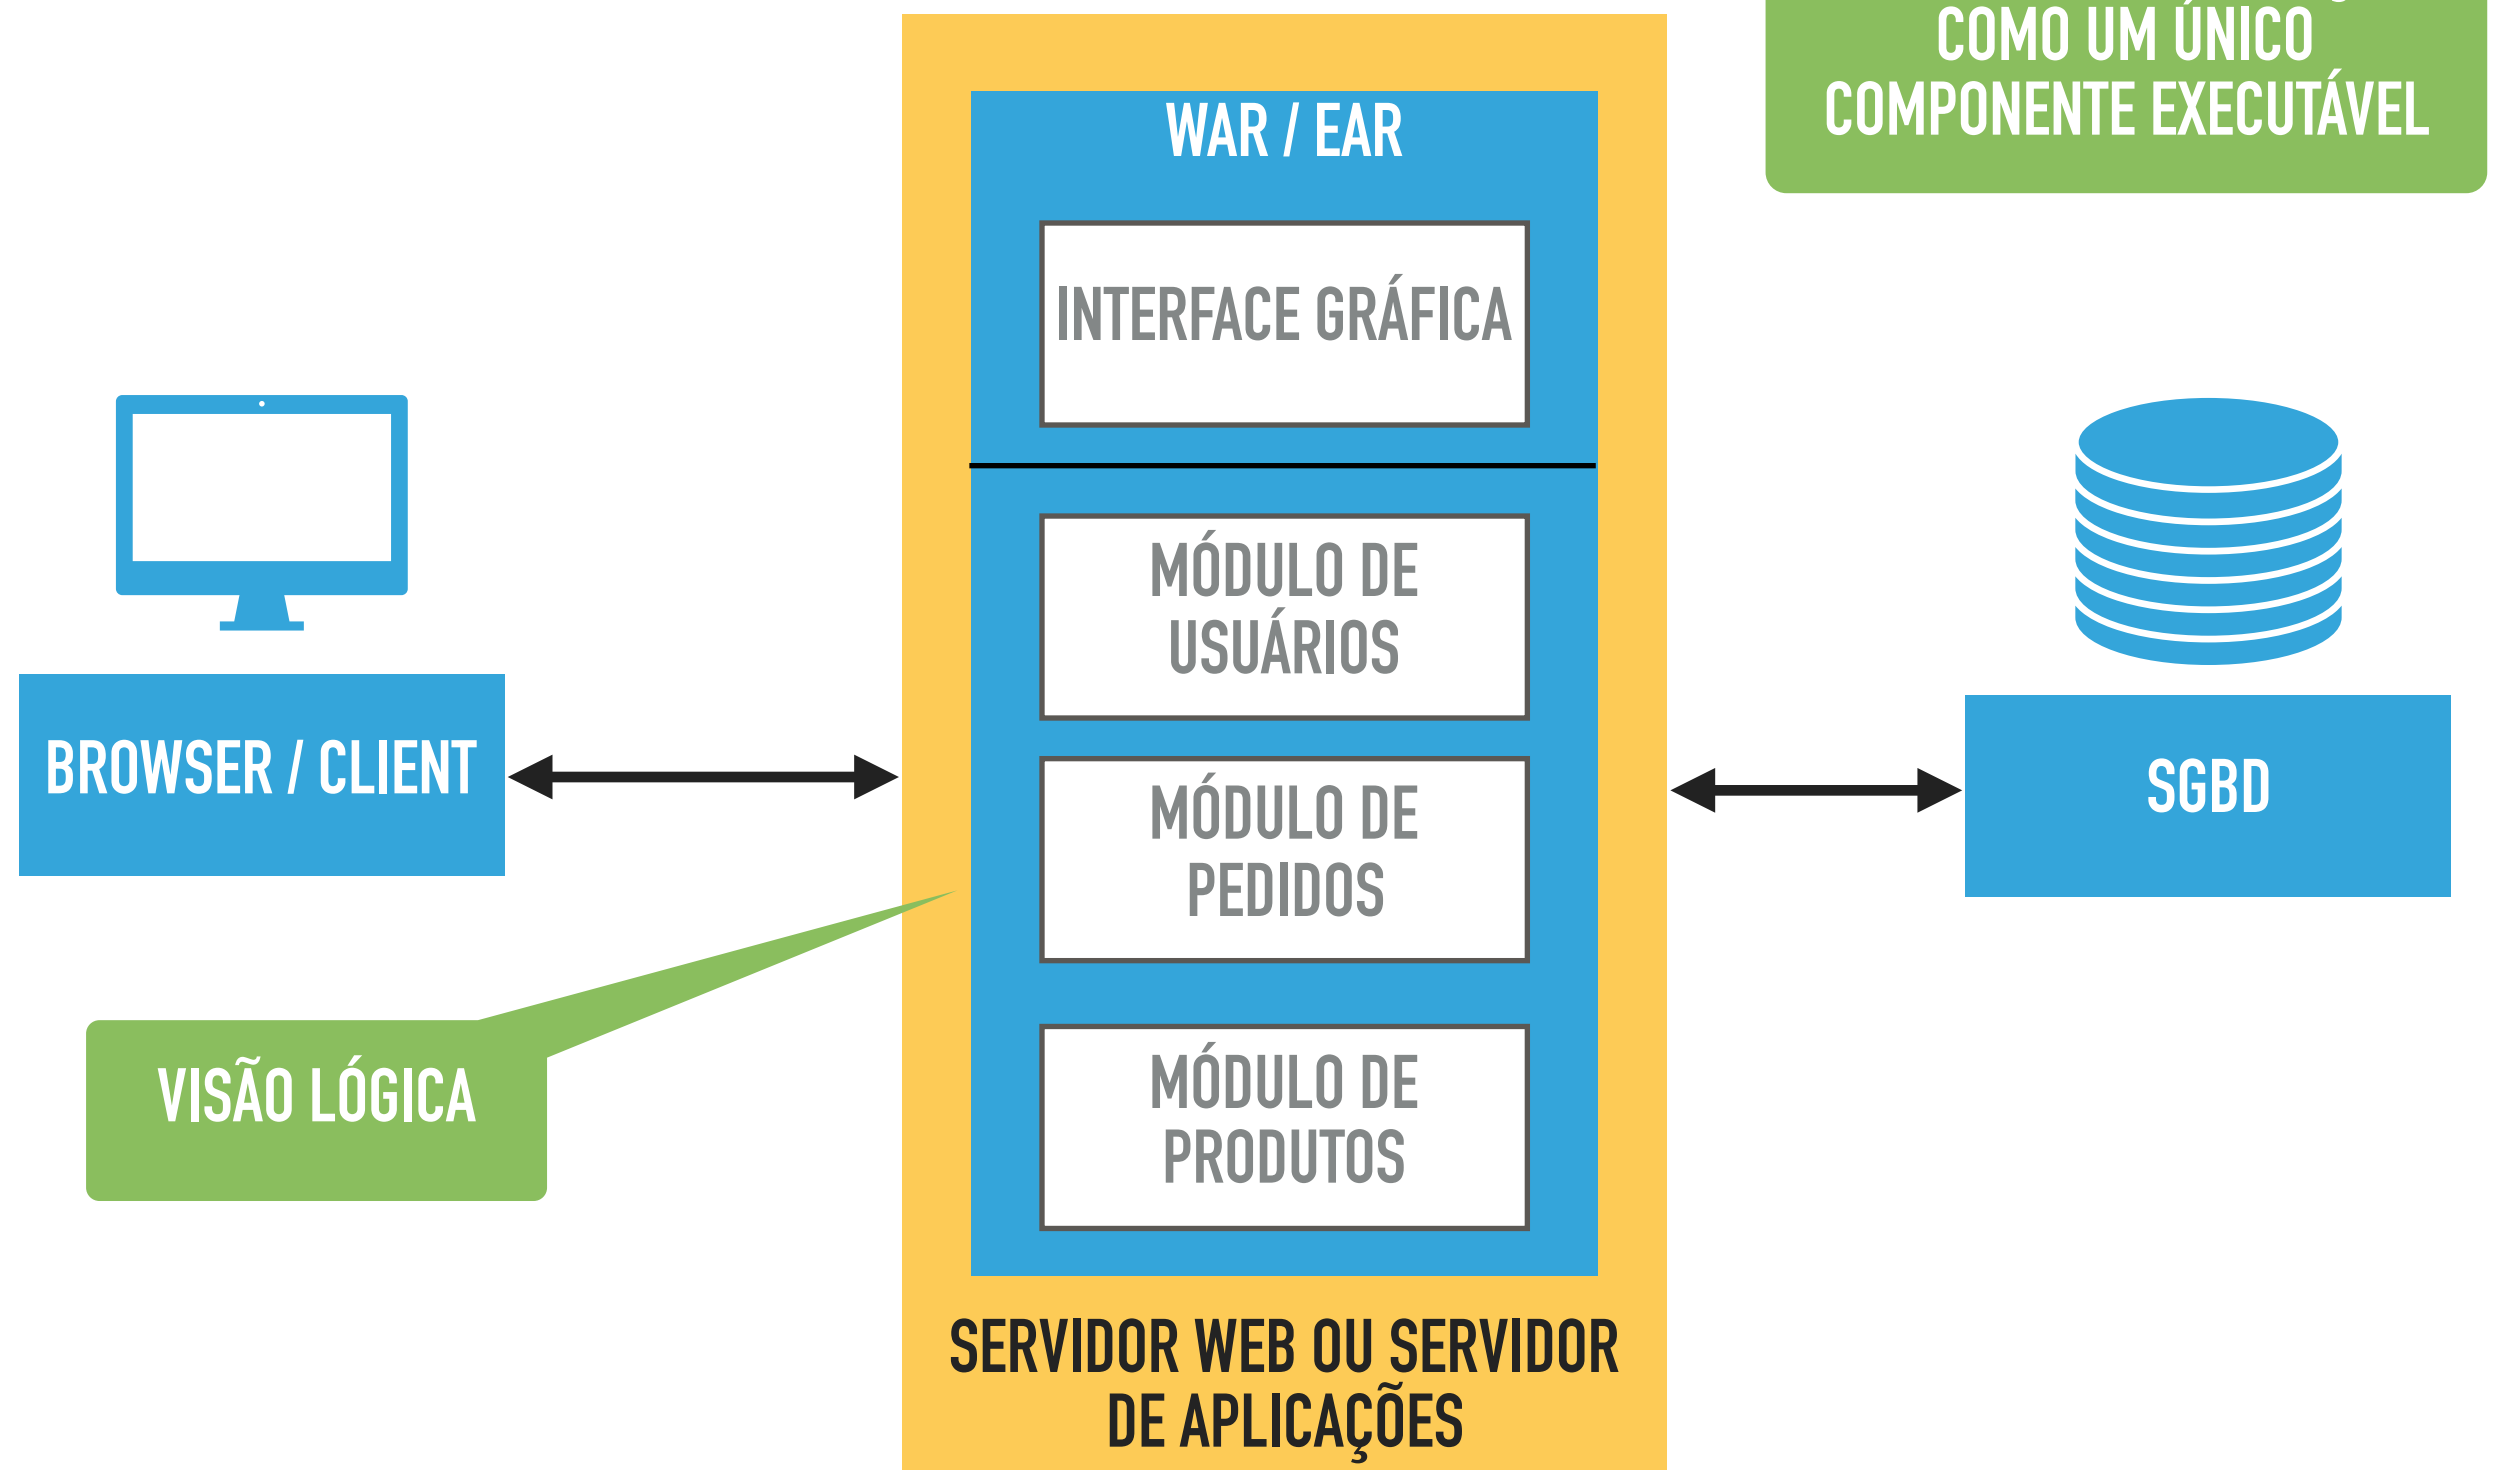 COMO UM ÚNICO
COMPONENTE EXECUTÁVEL
WAR / EAR
INTERFACE GRÁFICA
MÓDULO DE
USUÁRIOS
MÓDULO DE
PEDIDOS
MÓDULO DE
PRODUTOS
BROWSER/ CLIENT
SGBD
VISÃO LÓGICA
SERVIDOR WEB OU SERVIDOR
DE APLICAÇÕES